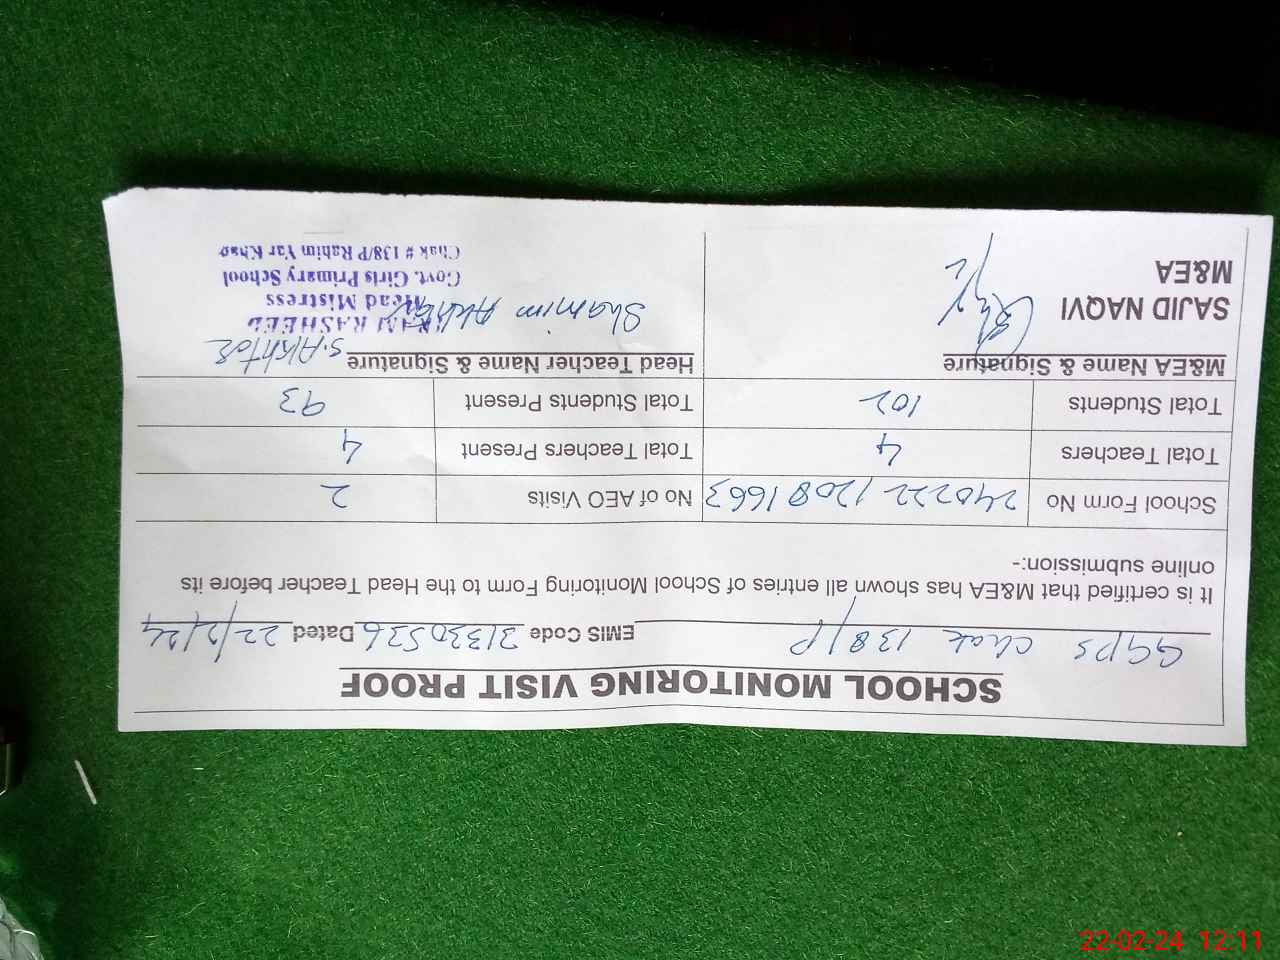 SCHOOL MONITORING VISIT PROOF
GGPS Chak 138/P EMIS Code 31330536 Dated 22/2/24
It is certified that M&EA has shown all entries of School Monitoring Form to the Head Teacher before its
online submission:-
School Form No 24022212081663 No of AEO Visits 2
Total Teachers 4 Total Teachers Present 4
Total Students 102 Total Students Present 93
M&EA Name & Signature Head Teacher Name & Signature S.Akhtar
SAJID NAQVI Shamim Akhtar
M&EA
RASHEED
Head Mistress
Govt. Girls Primary School
Chak # 138/P Rahim Yar Khan
22-02-24 12:11